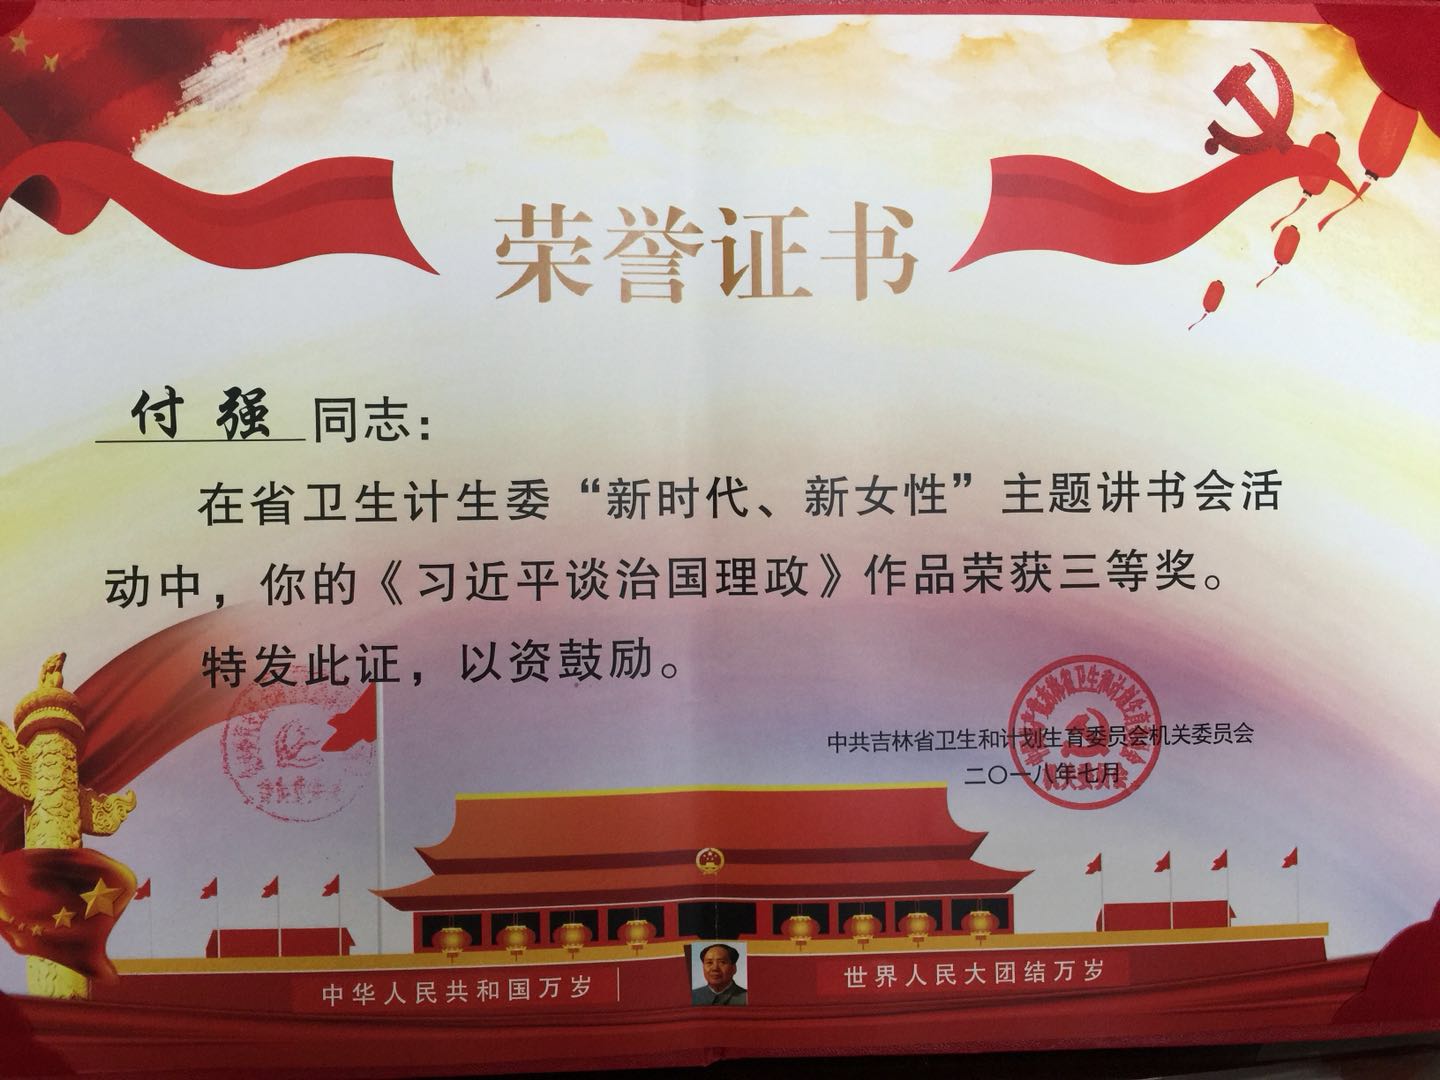 荣誉证书
付强同志：
在省卫生计生委“新时代、新女性”主题讲书会活
动中，你的《习近平谈治国理政》作品荣获三等奖。
特发此证，以资鼓励。
中共吉林省卫生和计划生育委员会机关委员会
二〇一八年七月
机关委员会
中华人民共和国万岁
世界人民大团结万岁